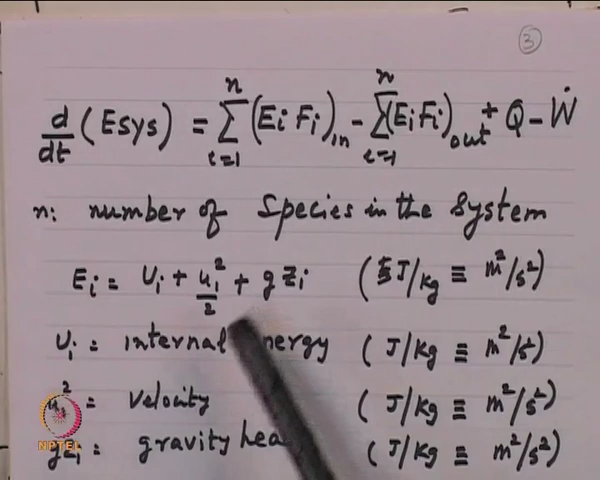 3
d/dt (Esys) = Σ_{i=1}^{n} (Ei Fi)_in - Σ_{i=1}^{n} (Ei Fi)_out + Q - Ẇ
n: number of Species in the System
Ei = Ui + ui²/2 + g zi (J/kg ≡ m²/s²)
Ui = internal energy (J/kg ≡ m²/s²)
ui² = velocity (J/kg ≡ m²/s²)
gzi = gravity (J/kg ≡ m²/s²)
NPTEL